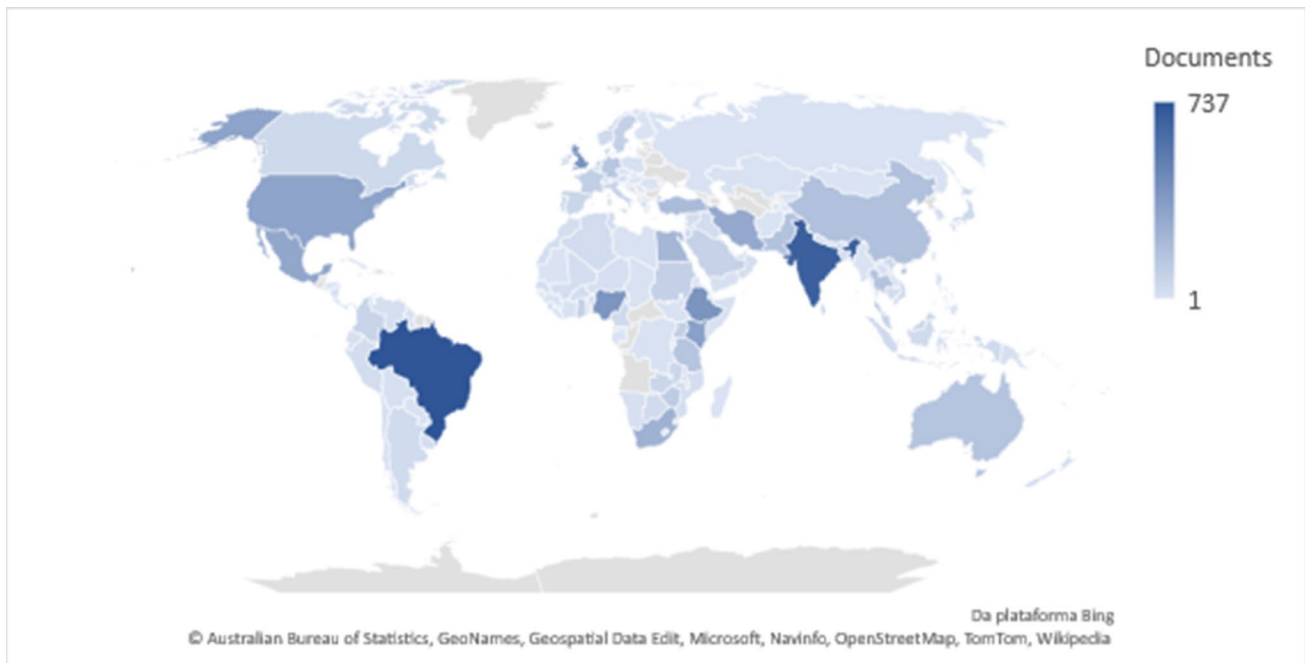 Documents
737
1
Da plataforma Bing
© Australian Bureau of Statistics, GeoNames, Geospatial Data Edit, Microsoft, Navinfo, OpenStreetMap, TomTom, Wikipedia